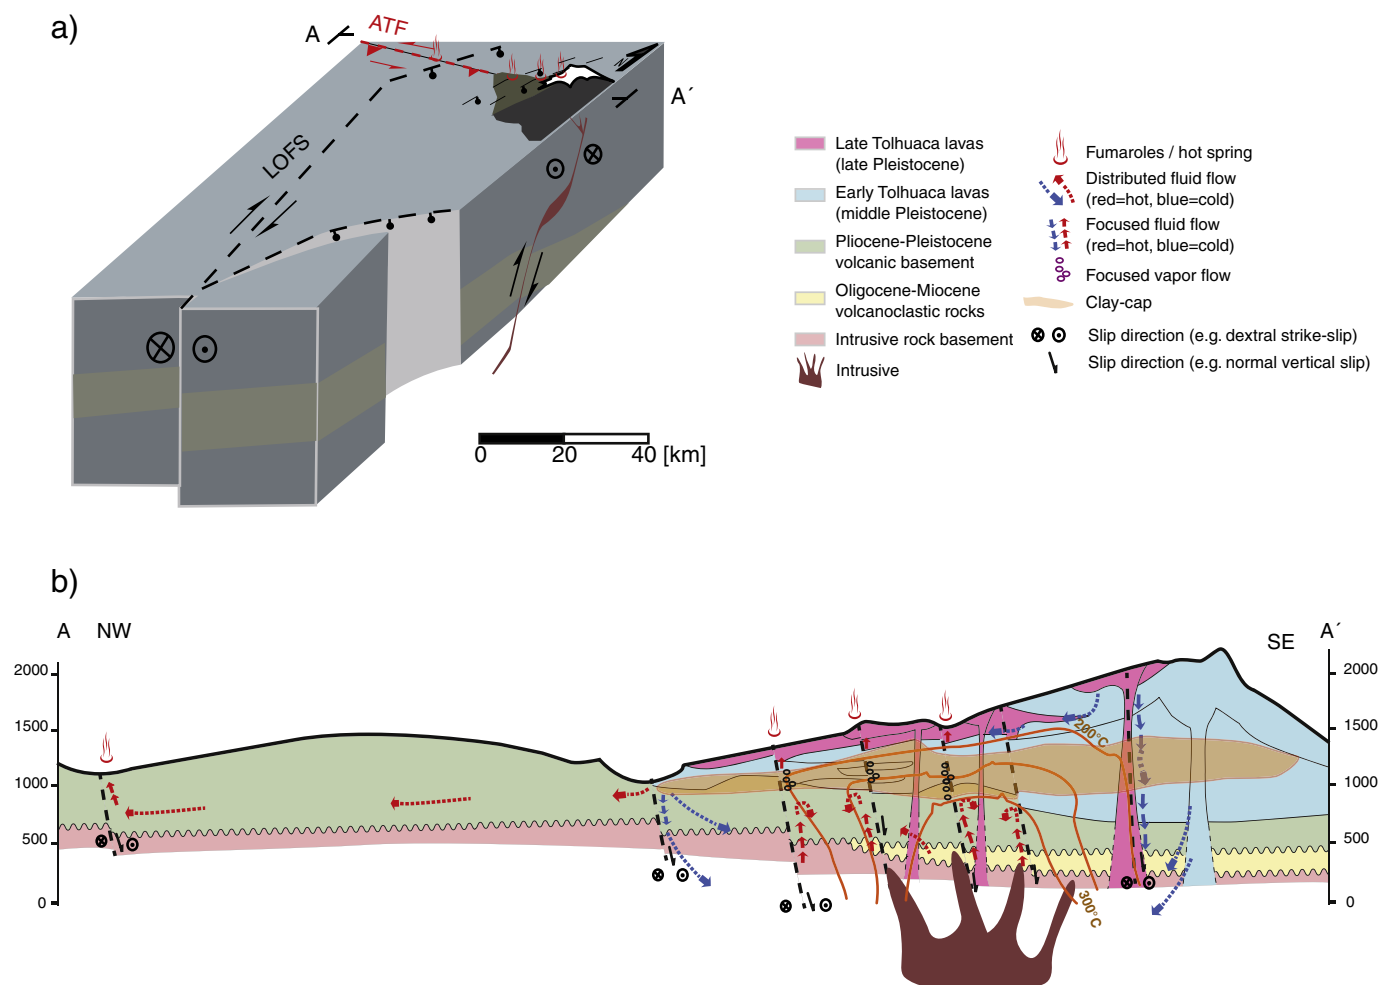 a)
A
ATF
N
A´
LOFS
0 20 40 [km]
Late Tolhuaca lavas
(late Pleistocene)
Early Tolhuaca lavas
(middle Pleistocene)
Pliocene-Pleistocene
volcanic basement
Oligocene-Miocene
volcanoclastic rocks
Intrusive rock basement
Intrusive
Fumaroles / hot spring
Distributed fluid flow
(red=hot, blue=cold)
Focused fluid flow
(red=hot, blue=cold)
Focused vapor flow
Clay-cap
Slip direction (e.g. dextral strike-slip)
Slip direction (e.g. normal vertical slip)
b)
A NW
SE A´
2000
1500
1000
500
0
200°C
300°C
2000
1500
1000
500
0